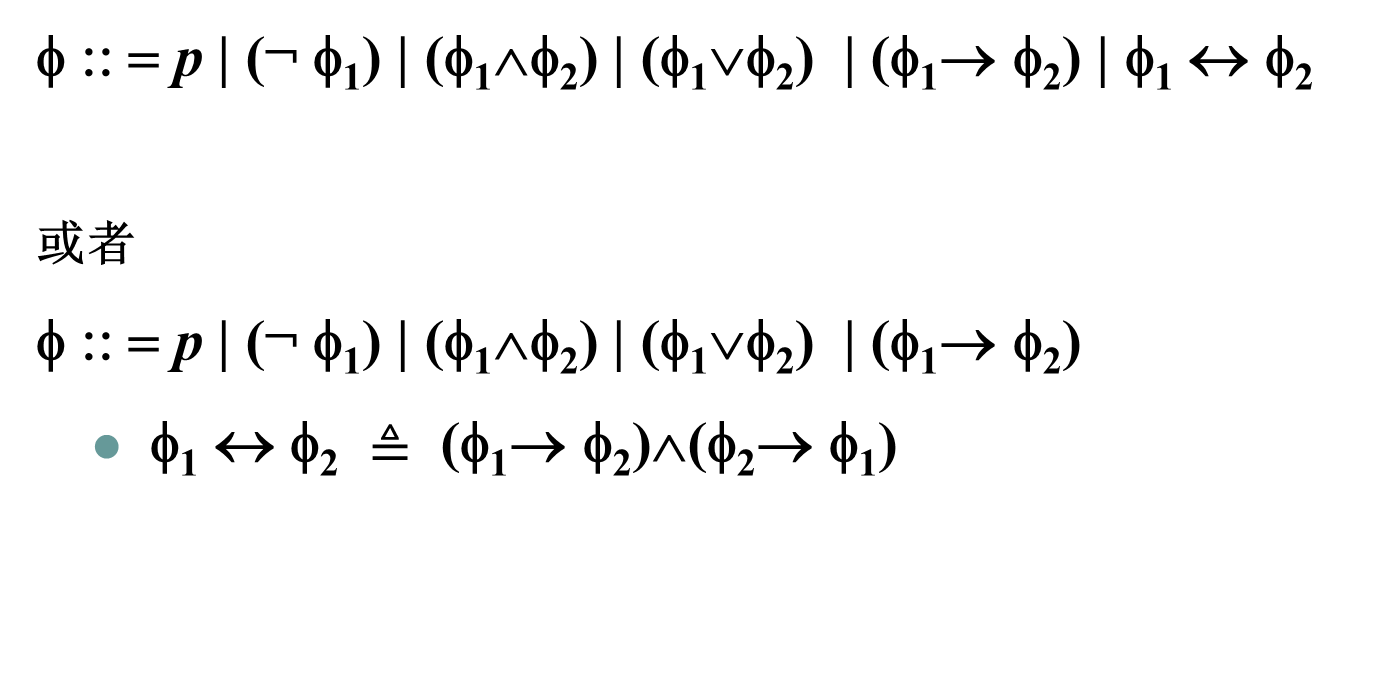 ϕ :: = p | (¬ ϕ₁) | (ϕ₁∧ϕ₂) | (ϕ₁∨ϕ₂) | (ϕ₁→ ϕ₂) | ϕ₁ ↔ ϕ₂
或者
ϕ :: = p | (¬ ϕ₁) | (ϕ₁∧ϕ₂) | (ϕ₁∨ϕ₂) | (ϕ₁→ ϕ₂)
● ϕ₁ ↔ ϕ₂ ≜ (ϕ₁→ ϕ₂)∧(ϕ₂→ ϕ₁)